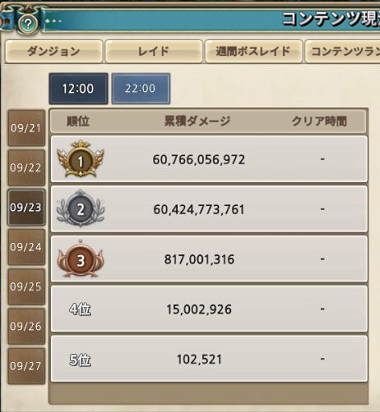 ?
コンテンツ現
ダンジョン レイド 週間ボスレイド コンテンツラン
12:00 22:00
順位 累積ダメージ クリア時間
09/21
1 60,766,056,972 -
09/22
2 60,424,773,761 -
09/23
3 817,001,316 -
09/24
4位 15,002,926 -
09/25
5位 102,521 -
09/26
09/27